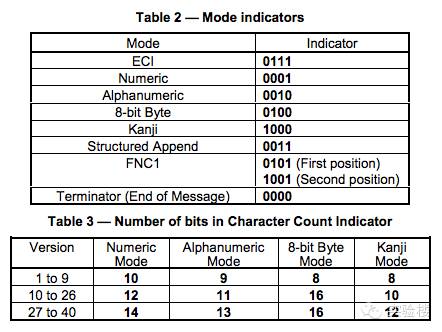 Table 2 — Mode indicators
Mode Indicator
ECI 0111
Numeric 0001
Alphanumeric 0010
8-bit Byte 0100
Kanji 1000
Structured Append 0011
FNC1 0101 (First position)
1001 (Second position)
Terminator (End of Message) 0000
Table 3 — Number of bits in Character Count Indicator
Version Numeric Mode Alphanumeric Mode 8-bit Byte Mode Kanji Mode
1 to 9 10 9 8 8
10 to 26 12 11 16 10
27 to 40 14 13 16 12